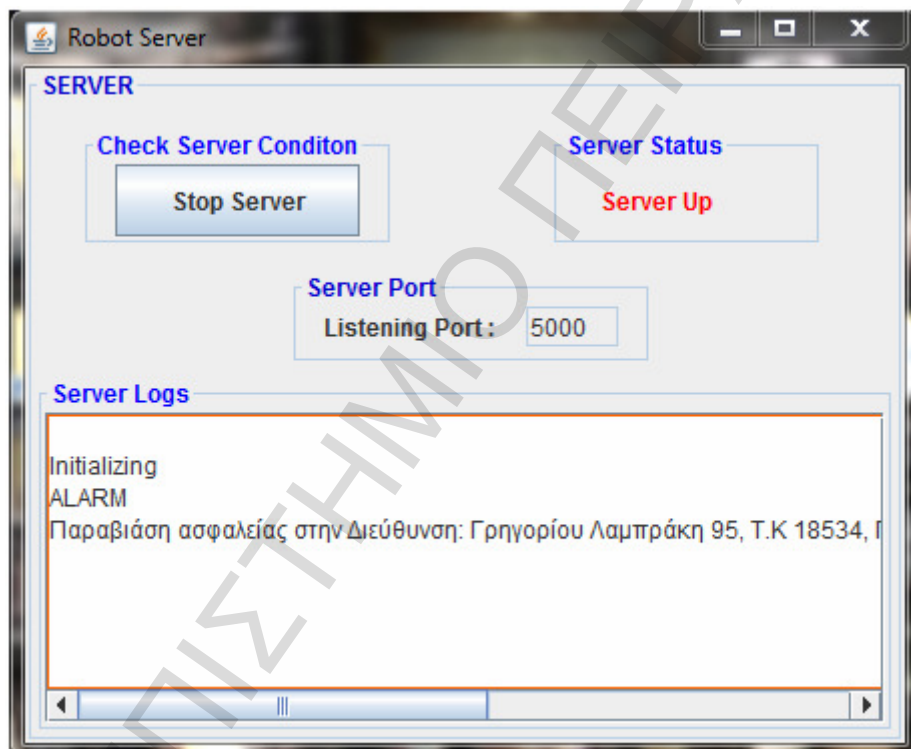 Robot Server
SERVER
Check Server Conditon
Stop Server
Server Status
Server Up
Server Port
Listening Port :
5000
Server Logs
Initializing
ALARM
Παραβιάση ασφαλείας στην Διεύθυνση: Γρηγορίου Λαμπράκη 95, Τ.Κ 18534,